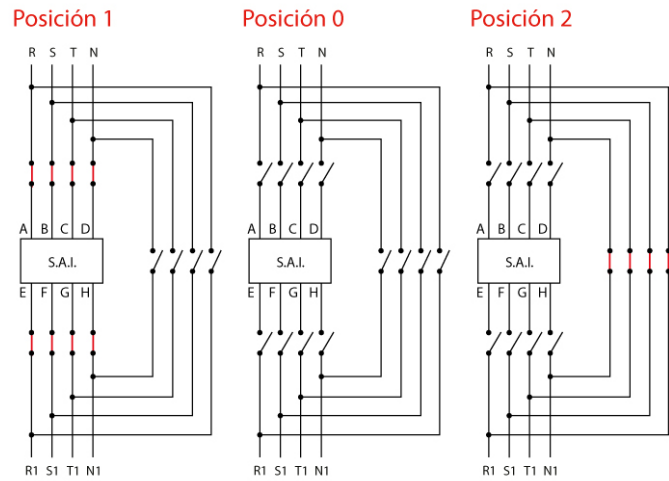 Posición 1
R S T N
A B C D
S.A.I.
E F G H
R1 S1 T1 N1
Posición 0
R S T N
A B C D
S.A.I.
E F G H
R1 S1 T1 N1
Posición 2
R S T N
A B C D
S.A.I.
E F G H
R1 S1 T1 N1